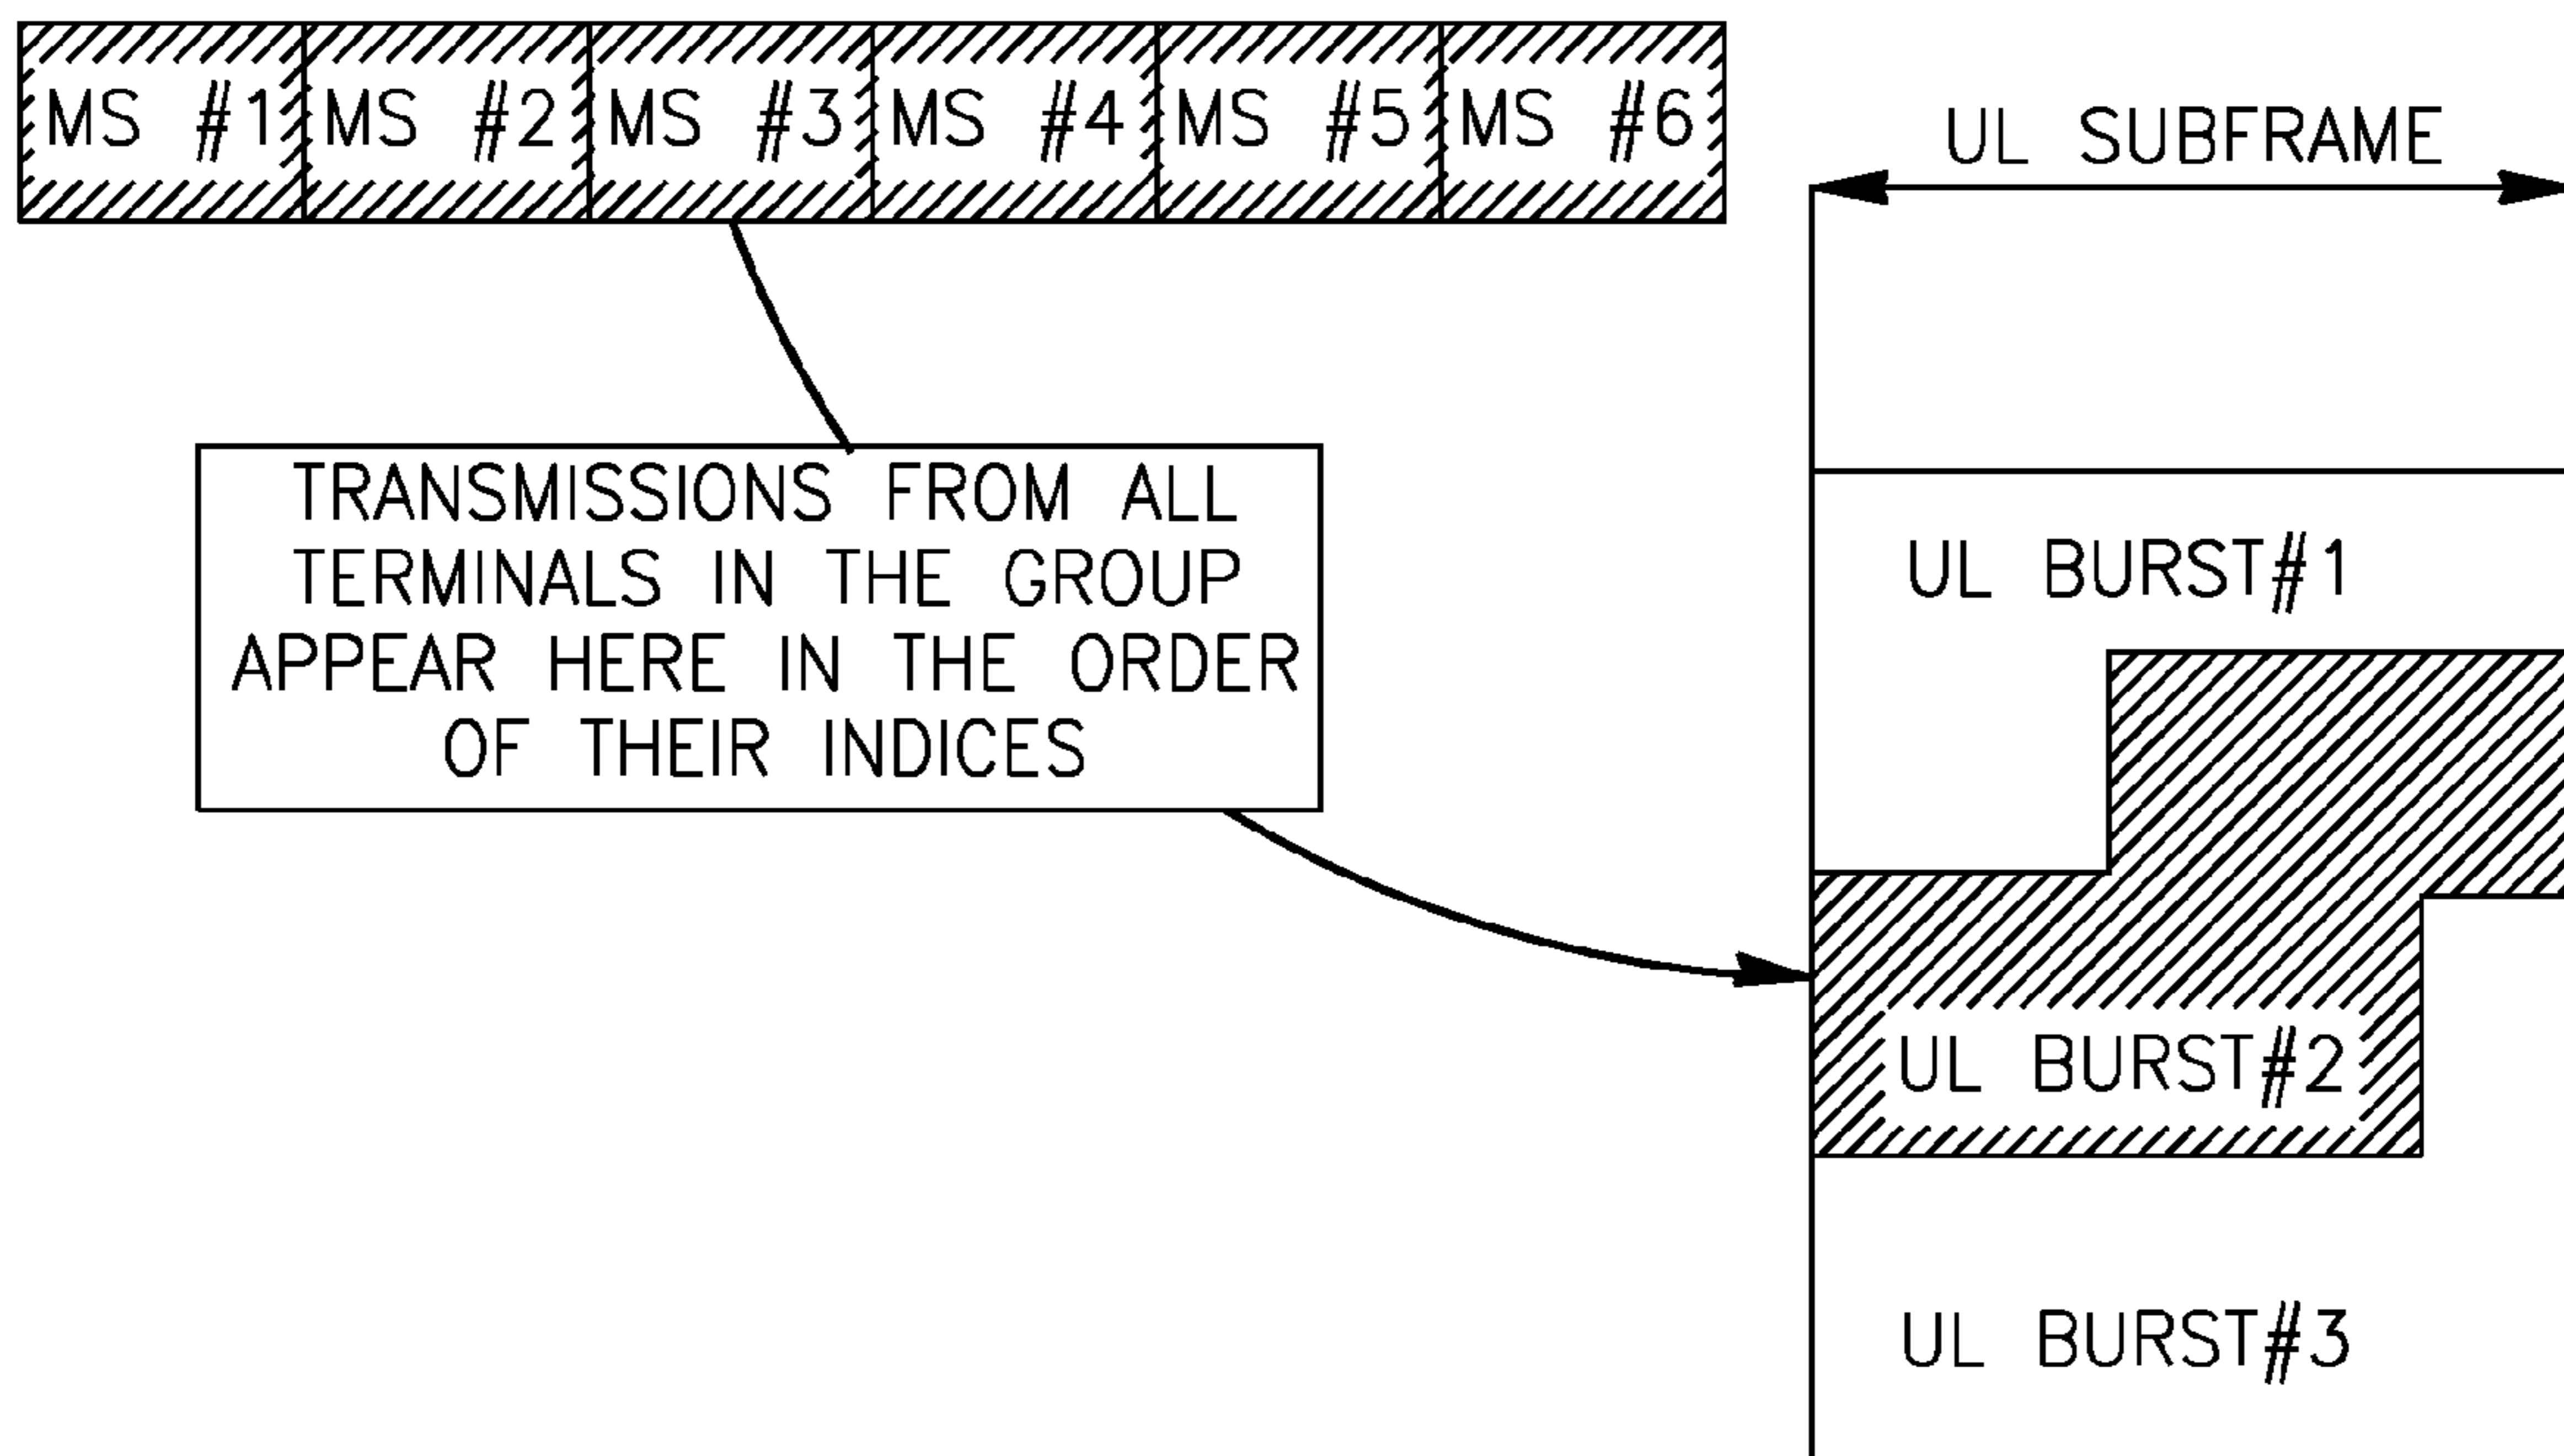 MS #1 MS #2 MS #3 MS #4 MS #5 MS #6
UL SUBFRAME
TRANSMISSIONS FROM ALL
TERMINALS IN THE GROUP
APPEAR HERE IN THE ORDER
OF THEIR INDICES
UL BURST#1
UL BURST#2
UL BURST#3